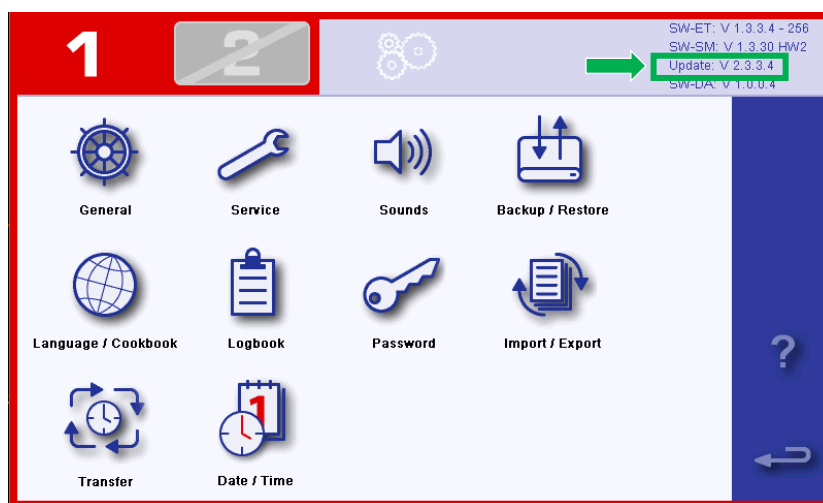 1
2
SW-ET: V 1.3.3.4 - 256
SW-SM: V 1.3.30 HW2
Update: V 2.3.3.4
SW-DA: V 1.0.0.4
General
Service
Sounds
Backup / Restore
Language / Cookbook
Logbook
Password
Import / Export
?
1
Transfer
Date / Time